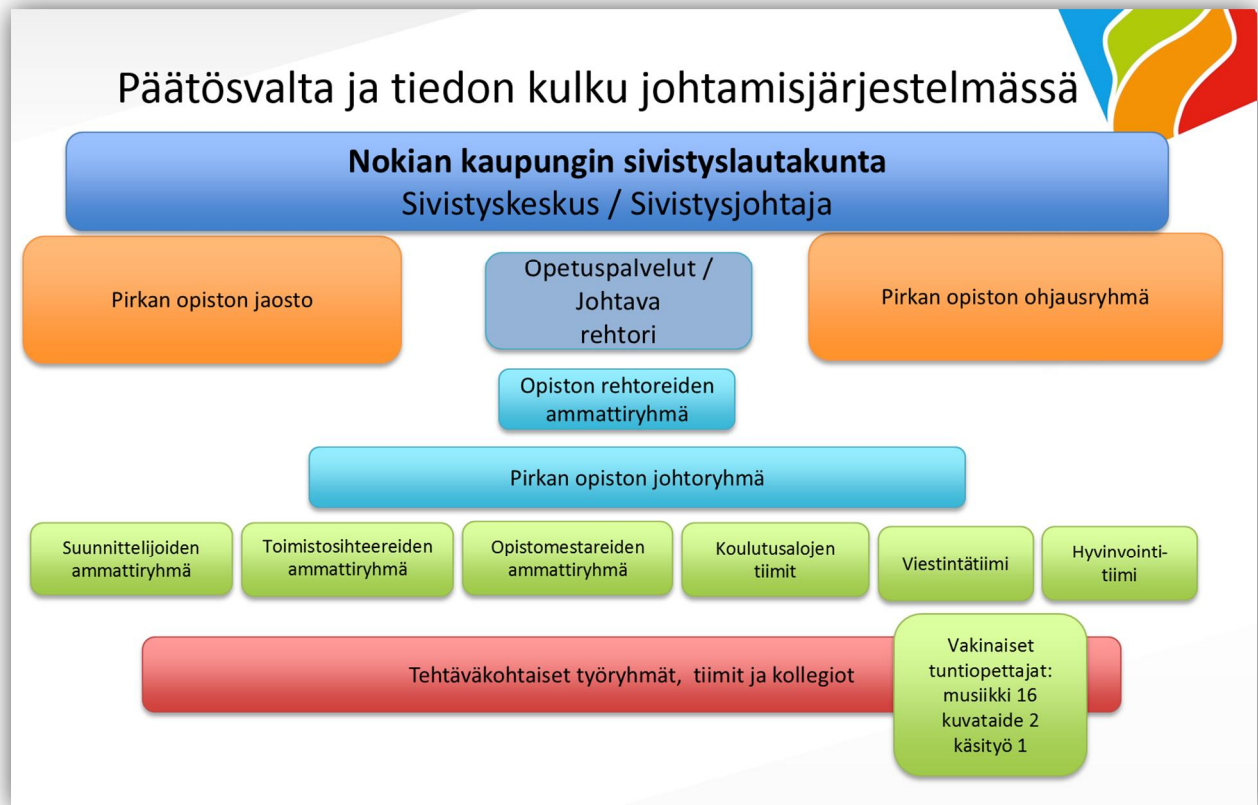 Päätösvalta ja tiedon kulku johtamisjärjestelmässä
Nokian kaupungin sivistyslautakunta
Sivistyskeskus / Sivistysjohtaja
Pirkan opiston jaosto
Opetuspalvelut /
Johtava
rehtori
Pirkan opiston ohjausryhmä
Opiston rehtoreiden
ammattiryhmä
Pirkan opiston johtoryhmä
Suunnittelijoiden
ammattiryhmä
Toimistosihteereiden
ammattiryhmä
Opistomestareiden
ammattiryhmä
Koulutusalojen
tiimit
Viestintätiimi
Hyvinvointi-
tiimi
Tehtäväkohtaiset työryhmät, tiimit ja kollegiot
Vakinaiset
tuntiopettajat:
musiikki 16
kuvataide 2
käsityö 1